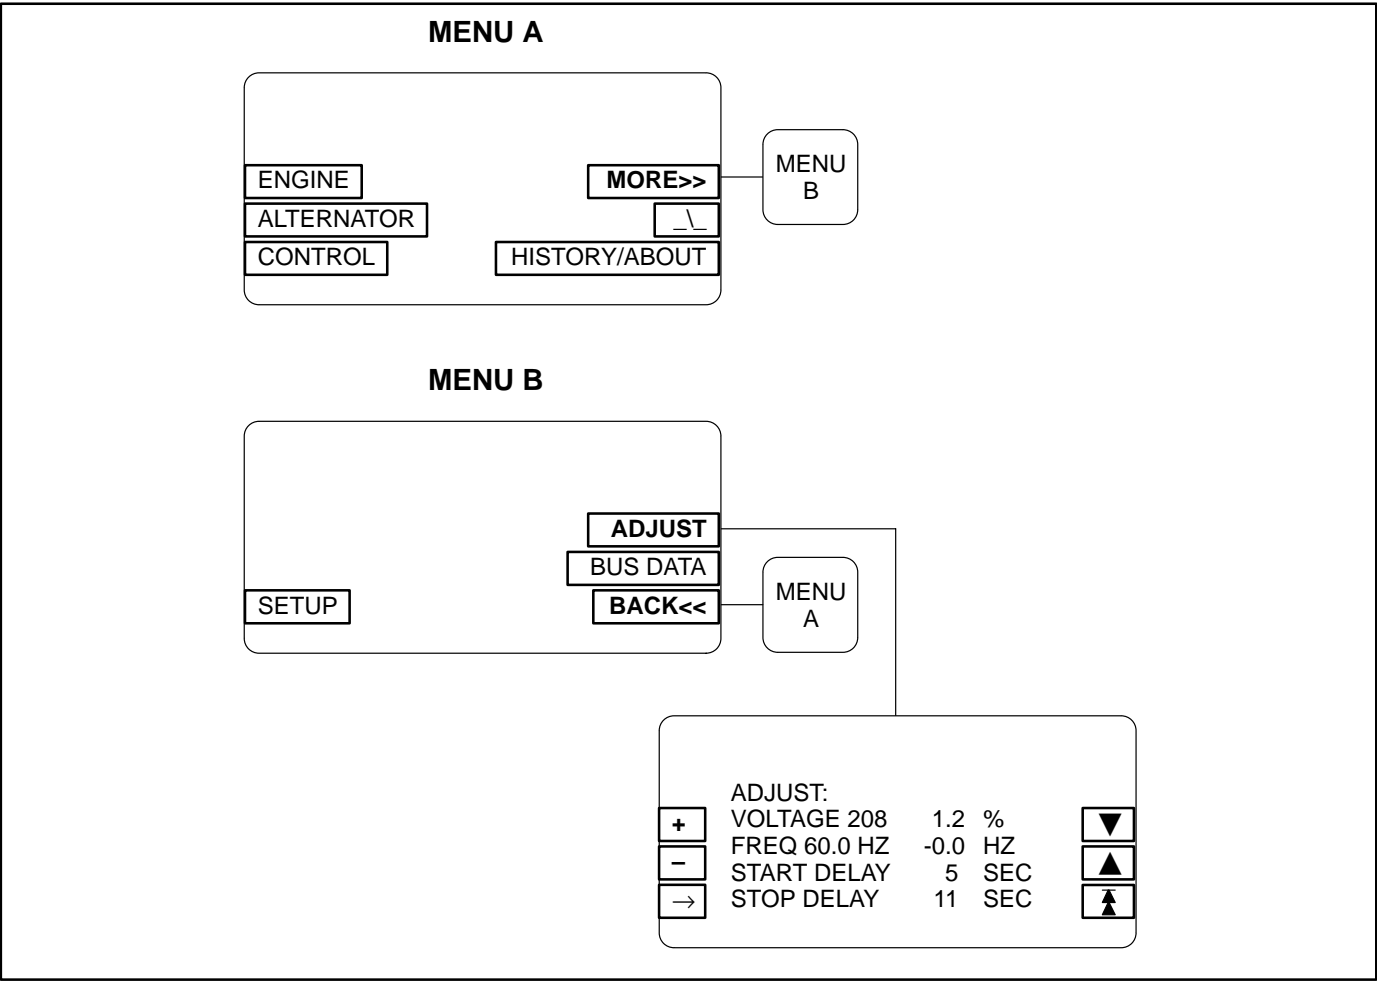 MENU A
ENGINE MORE>>
MENU
B
ALTERNATOR _\_
CONTROL HISTORY/ABOUT
MENU B
ADJUST
BUS DATA
SETUP BACK<<
MENU
A
ADJUST:
+ VOLTAGE 208 1.2 % ▼
FREQ 60.0 HZ -0.0 HZ
– ▲
START DELAY 5 SEC
→ STOP DELAY 11 SEC